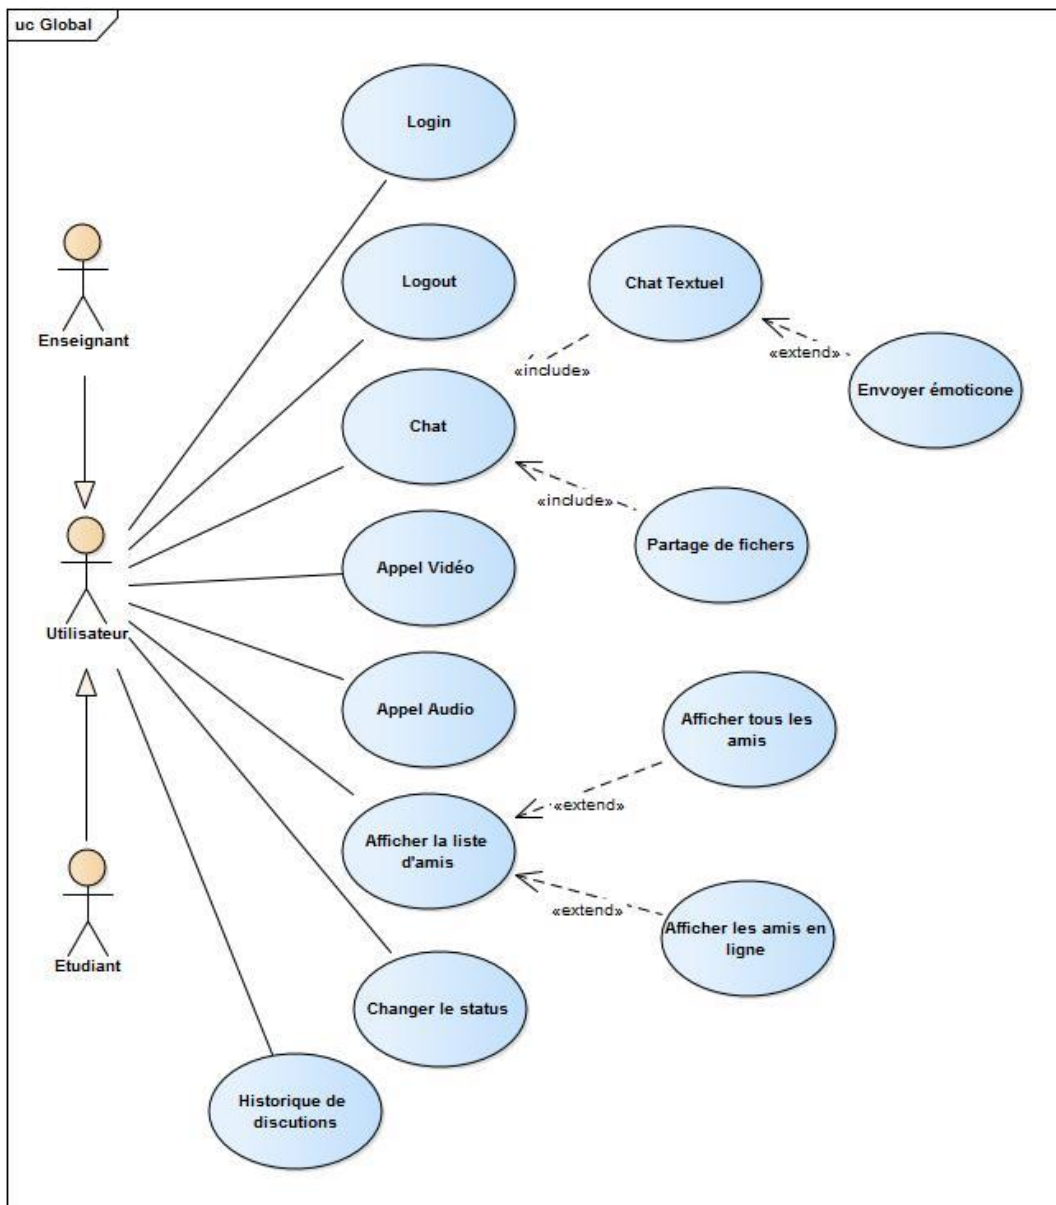 uc Global
Login
Enseignant
Logout
Chat Textuel
«include»
«extend»
Envoyer émoticone
Chat
«include»
Partage de fichers
Utilisateur
Appel Vidéo
Appel Audio
Afficher tous les
amis
«extend»
Afficher la liste
d'amis
«extend»
Afficher les amis en
ligne
Etudiant
Changer le status
Historique de
discutions